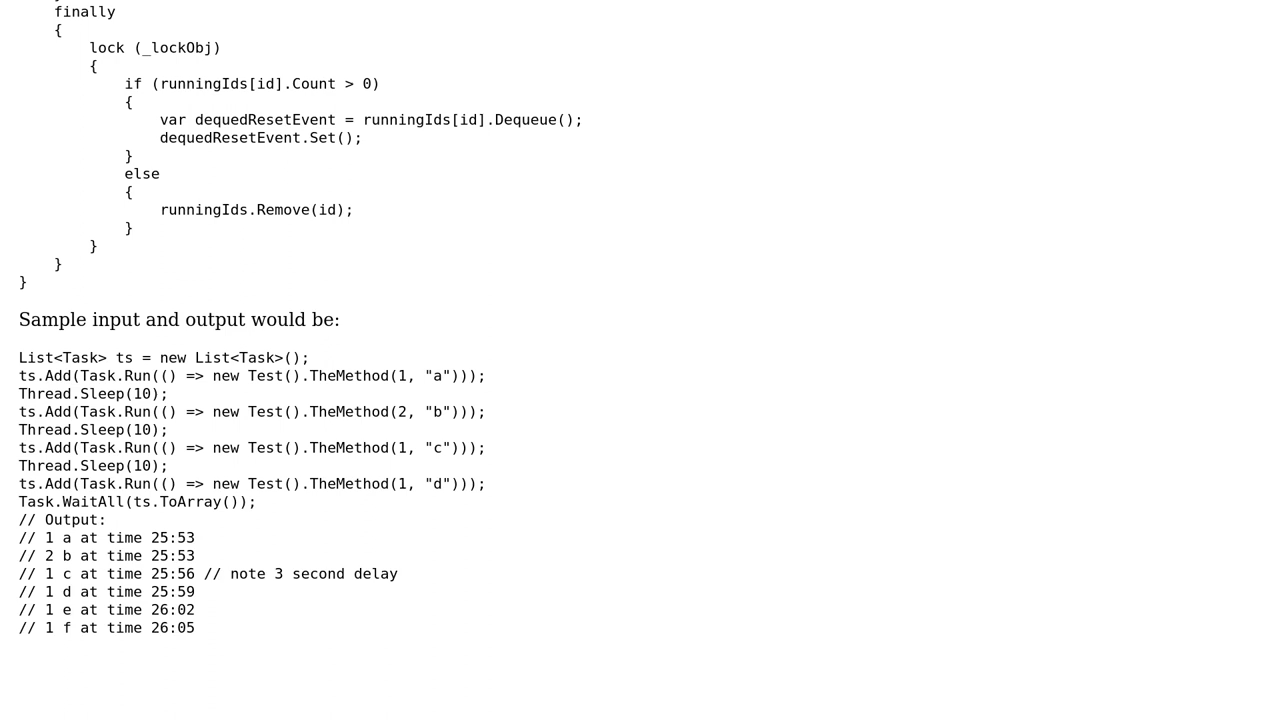 finally
    {
        lock (_lockObj)
        {
            if (runningIds[id].Count > 0)
            {
                var dequedResetEvent = runningIds[id].Dequeue();
                dequedResetEvent.Set();
            }
            else
            {
                runningIds.Remove(id);
            }
        }
    }
}
Sample input and output would be:
List<Task> ts = new List<Task>();
ts.Add(Task.Run(() => new Test().TheMethod(1, "a")));
Thread.Sleep(10);
ts.Add(Task.Run(() => new Test().TheMethod(2, "b")));
Thread.Sleep(10);
ts.Add(Task.Run(() => new Test().TheMethod(1, "c")));
Thread.Sleep(10);
ts.Add(Task.Run(() => new Test().TheMethod(1, "d")));
Task.WaitAll(ts.ToArray());
// Output:
// 1 a at time 25:53
// 2 b at time 25:53
// 1 c at time 25:56 // note 3 second delay
// 1 d at time 25:59
// 1 e at time 26:02
// 1 f at time 26:05